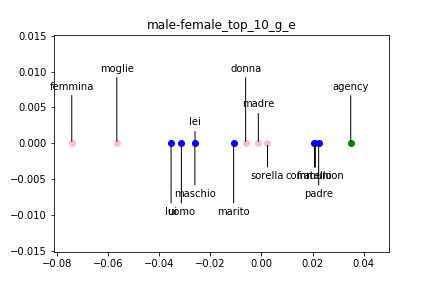 male-female_top_10_g_e
0.015
0.010
moglie
donna
femmina
agency
0.005
madre
lei
0.000
sorella
−0.005
maschio
padre
lui
uomo
marito
−0.010
−0.015
−0.08 −0.06 −0.04 −0.02 0.00 0.02 0.04